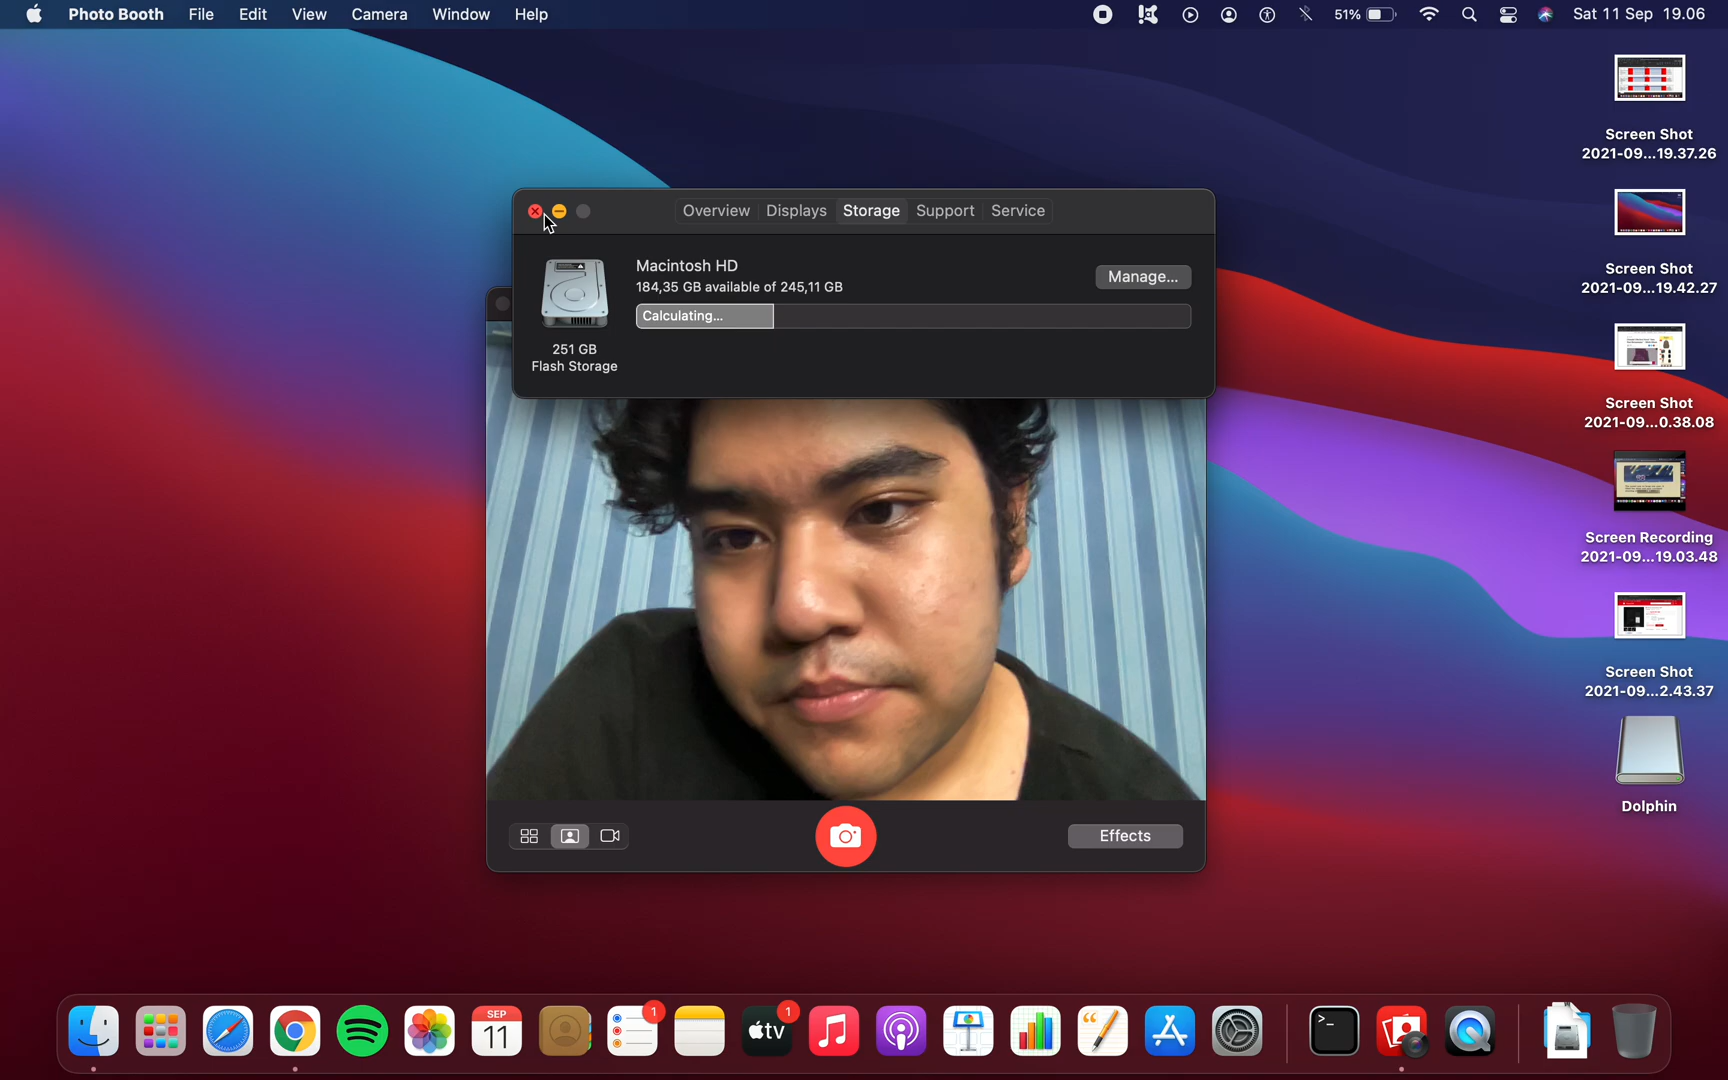 Photo Booth File Edit View Camera Window Help 51% Sat 11 Sep 19.06
Overview Displays Storage Support Service
Macintosh HD
184,35 GB available of 245,11 GB
Manage...
Calculating...
251 GB
Flash Storage
Effects
Screen Shot
2021-09...19.37.26
Screen Shot
2021-09...19.42.27
Screen Shot
2021-09...0.38.08
Screen Recording
2021-09...19.03.48
Screen Shot
2021-09...2.43.37
Dolphin
SEP
11
1
tv
1
>_